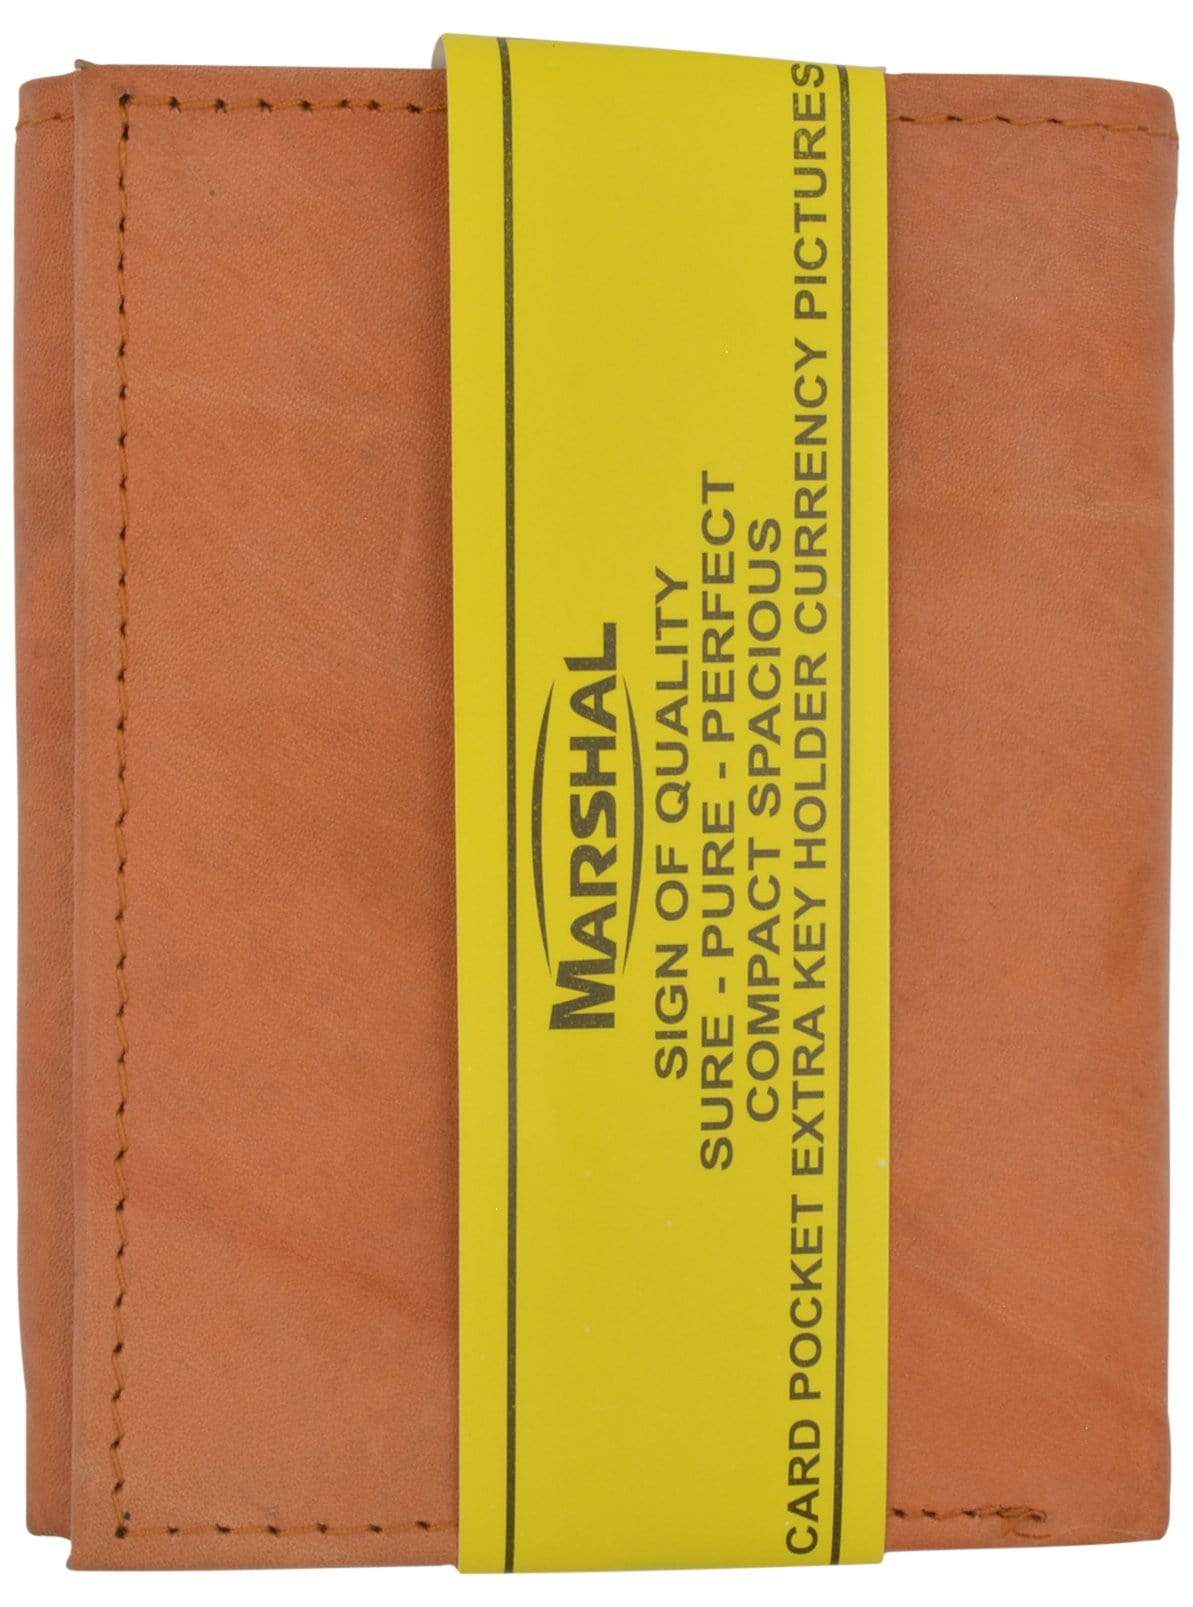 MARSHAL
SIGN OF QUALITY
SURE - PURE - PERFECT
COMPACT SPACIOUS
CARD POCKET EXTRA KEY HOLDER CURRENCY PICTURES